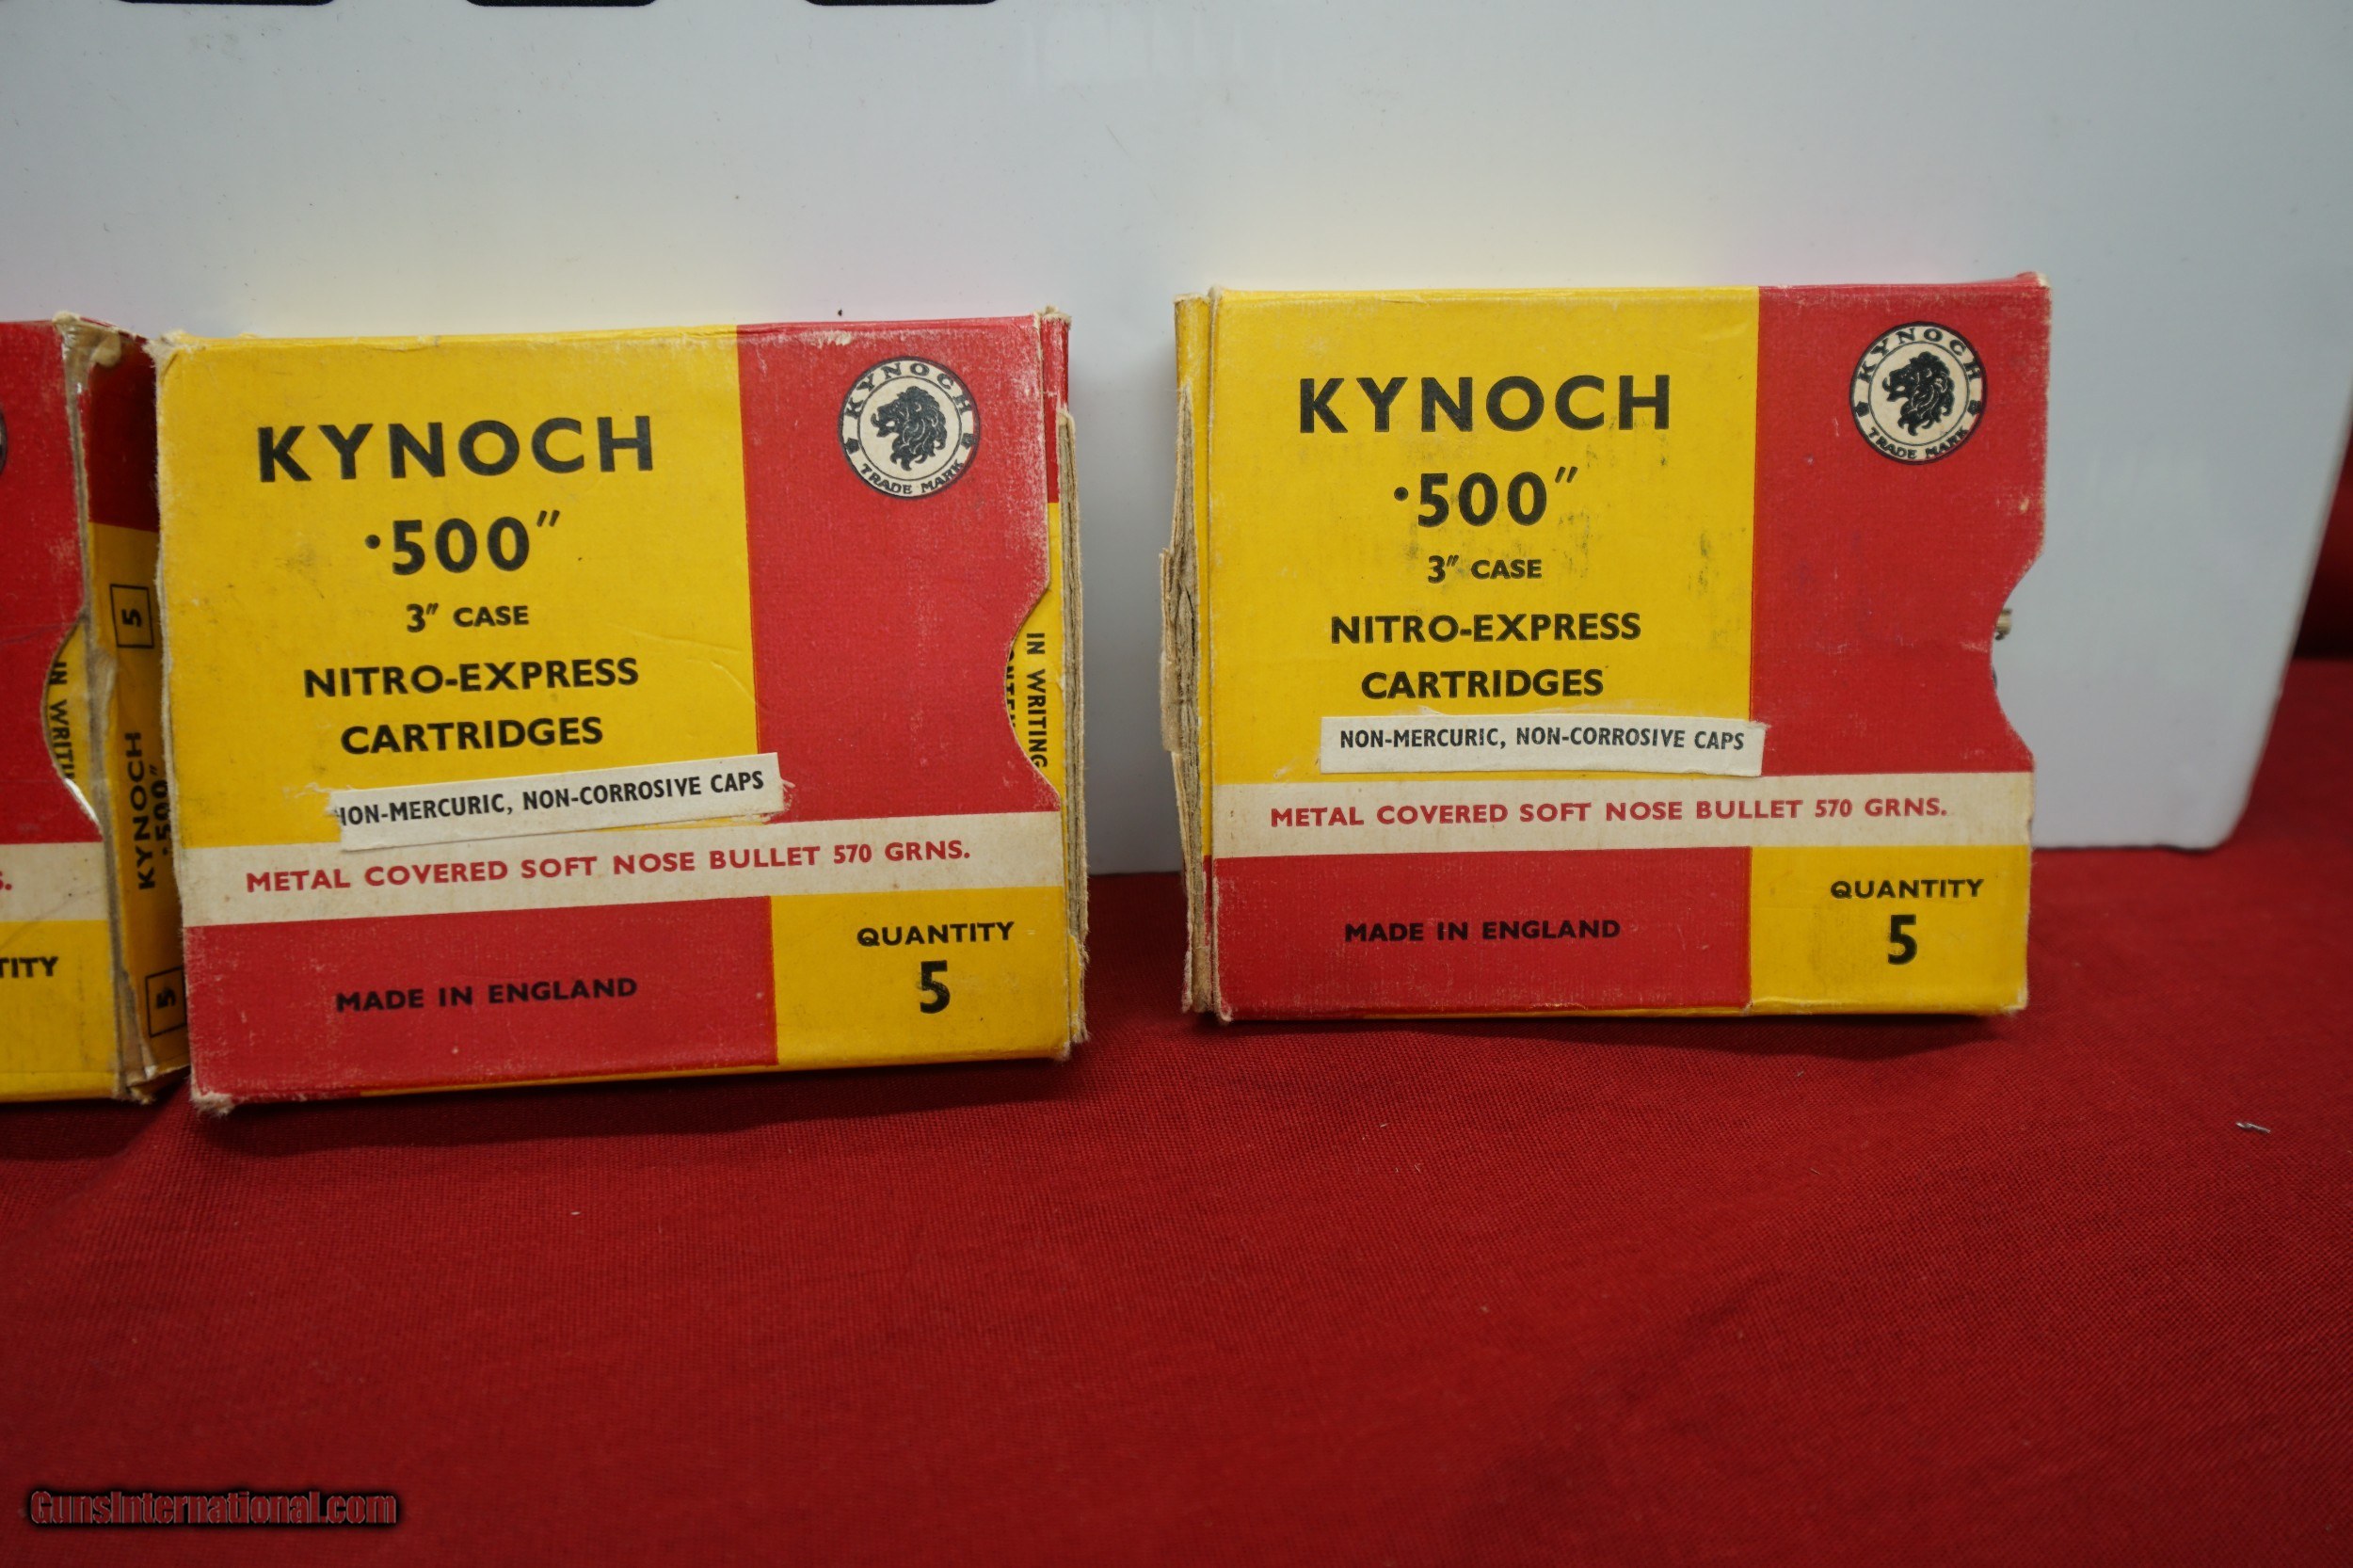 KYNOCH
.500"
3" CASE
NITRO-EXPRESS
CARTRIDGES
NON-MERCURIC, NON-CORROSIVE CAPS
METAL COVERED SOFT NOSE BULLET 570 GRNS.
MADE IN ENGLAND
QUANTITY
5
KYNOCH
TRADE MARK
IN WRITING
KYNOCH
.500"
3" CASE
NITRO-EXPRESS
CARTRIDGES
NON-MERCURIC, NON-CORROSIVE CAPS
METAL COVERED SOFT NOSE BULLET 570 GRNS.
MADE IN ENGLAND
QUANTITY
5
KYNOCH
TRADE MARK
5
KYNOCH
.500"
5
GunsInternational.com